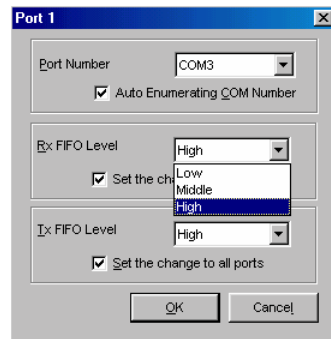 Port 1
Port Number
COM3
Auto Enumerating COM Number
Rx FIFO Level
High
Low
Middle
High
Set the
Tx FIFO Level
High
Set the change to all ports
OK
Cancel